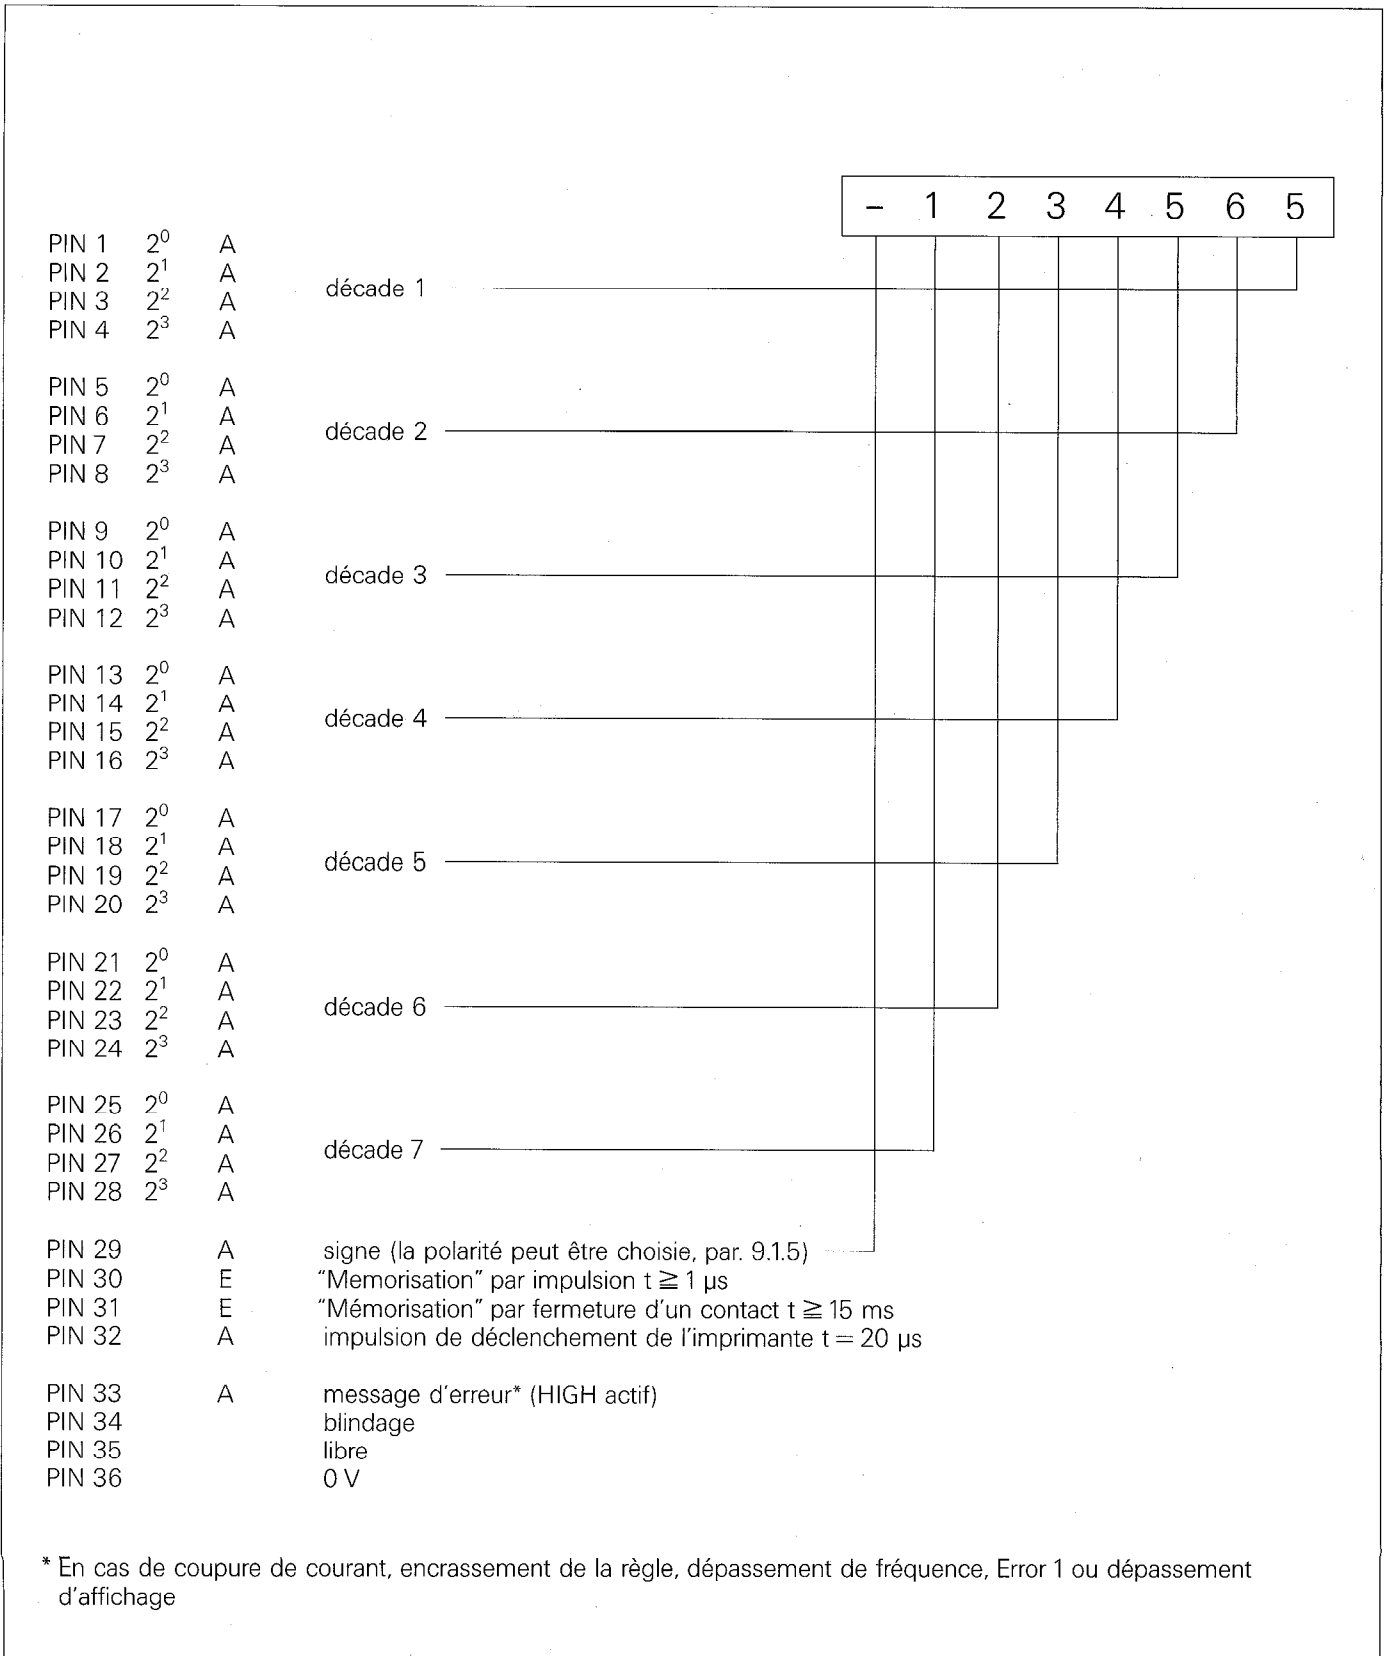 - 1 2 3 4 5 6 5
PIN 1 2⁰ A
PIN 2 2¹ A
PIN 3 2² A
PIN 4 2³ A
décade 1
PIN 5 2⁰ A
PIN 6 2¹ A
PIN 7 2² A
PIN 8 2³ A
décade 2
PIN 9 2⁰ A
PIN 10 2¹ A
PIN 11 2² A
PIN 12 2³ A
décade 3
PIN 13 2⁰ A
PIN 14 2¹ A
PIN 15 2² A
PIN 16 2³ A
décade 4
PIN 17 2⁰ A
PIN 18 2¹ A
PIN 19 2² A
PIN 20 2³ A
décade 5
PIN 21 2⁰ A
PIN 22 2¹ A
PIN 23 2² A
PIN 24 2³ A
décade 6
PIN 25 2⁰ A
PIN 26 2¹ A
PIN 27 2² A
PIN 28 2³ A
décade 7
PIN 29 A signe (la polarité peut être choisie, par. 9.1.5)
PIN 30 E "Memorisation" par impulsion t ≧ 1 µs
PIN 31 E "Mémorisation" par fermeture d'un contact t ≧ 15 ms
PIN 32 A impulsion de déclenchement de l'imprimante t = 20 µs
PIN 33 A message d'erreur* (HIGH actif)
PIN 34 blindage
PIN 35 libre
PIN 36 0 V
* En cas de coupure de courant, encrassement de la règle, dépassement de fréquence, Error 1 ou dépassement
d'affichage